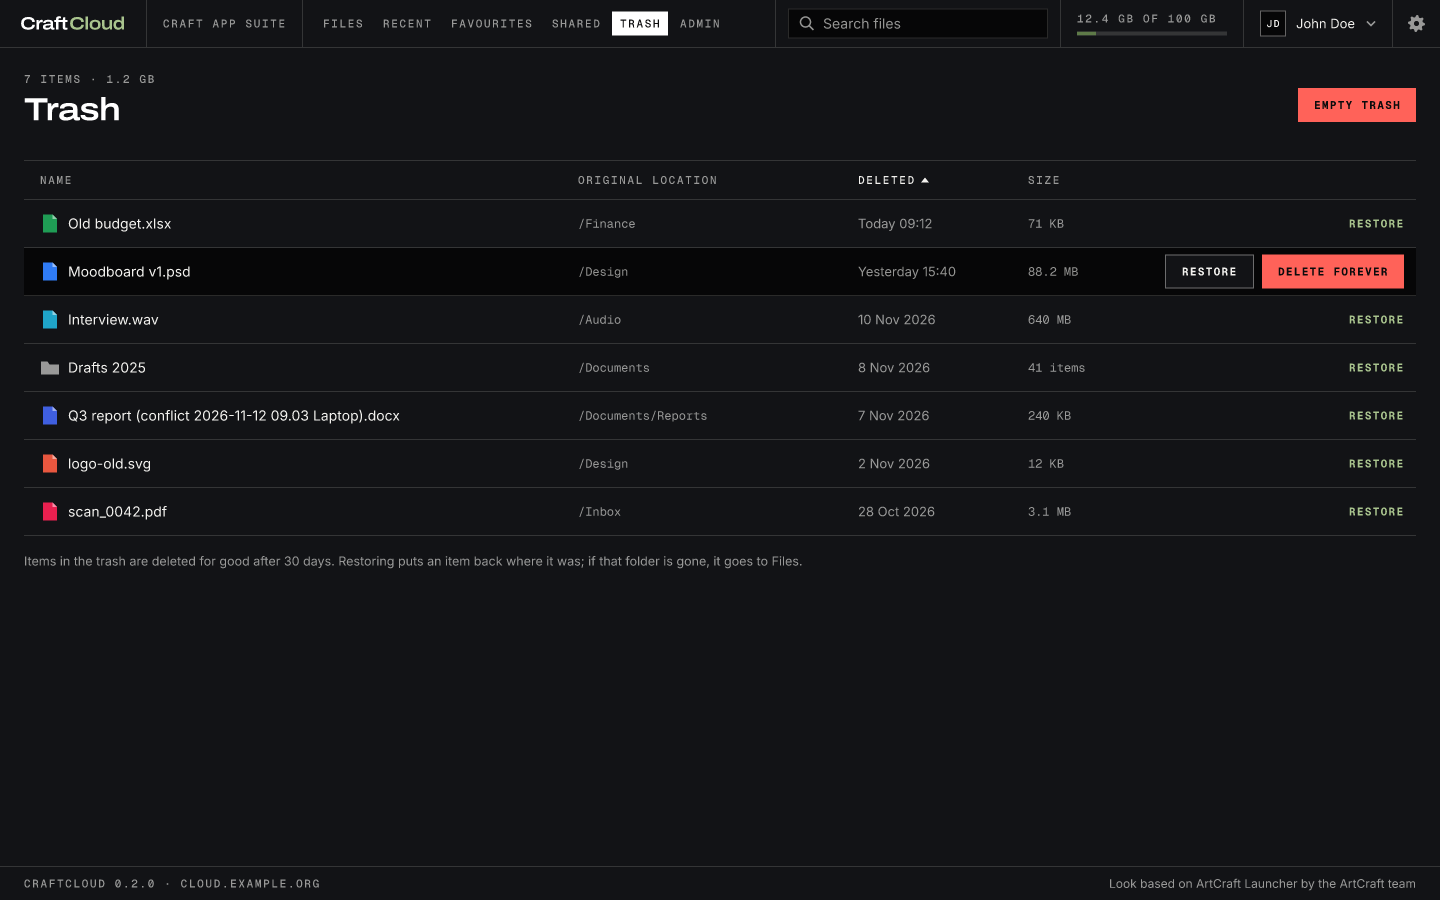 CraftCloud CRAFT APP SUITE FILES RECENT FAVOURITES SHARED TRASH ADMIN Search files 12.4 GB OF 100 GB JD John Doe
7 ITEMS · 1.2 GB
Trash
EMPTY TRASH
NAME ORIGINAL LOCATION DELETED SIZE
Old budget.xlsx /Finance Today 09:12 71 KB RESTORE
Moodboard v1.psd /Design Yesterday 15:40 88.2 MB RESTORE DELETE FOREVER
Interview.wav /Audio 10 Nov 2026 640 MB RESTORE
Drafts 2025 /Documents 8 Nov 2026 41 items RESTORE
Q3 report (conflict 2026-11-12 09.03 Laptop).docx /Documents/Reports 7 Nov 2026 240 KB RESTORE
logo-old.svg /Design 2 Nov 2026 12 KB RESTORE
scan_0042.pdf /Inbox 28 Oct 2026 3.1 MB RESTORE
Items in the trash are deleted for good after 30 days. Restoring puts an item back where it was; if that folder is gone, it goes to Files.
CRAFTCLOUD 0.2.0 · CLOUD.EXAMPLE.ORG Look based on ArtCraft Launcher by the ArtCraft team